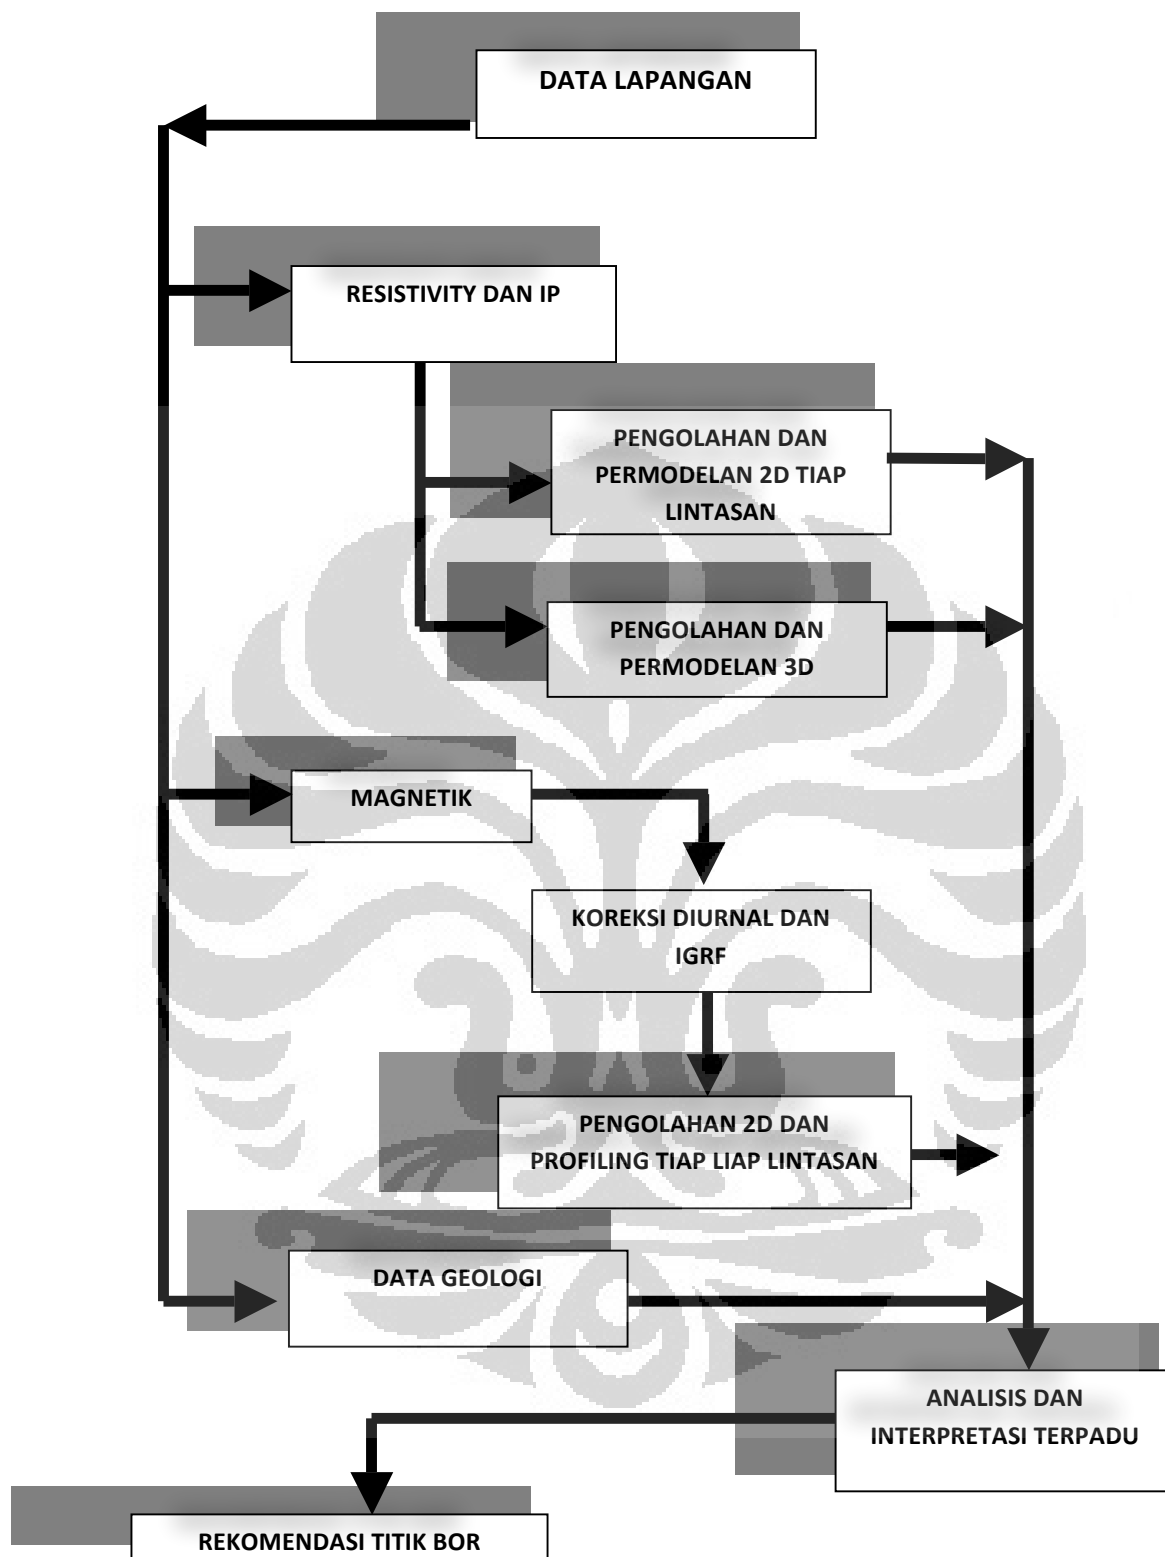 DATA LAPANGAN
RESISTIVITY DAN IP
PENGOLAHAN DAN
PERMODELAN 2D TIAP
LINTASAN
PENGOLAHAN DAN
PERMODELAN 3D
MAGNETIK
KOREKSI DIURNAL DAN
IGRF
PENGOLAHAN 2D DAN
PROFILING TIAP LIAP LINTASAN
DATA GEOLOGI
ANALISIS DAN
INTERPRETASI TERPADU
REKOMENDASI TITIK BOR